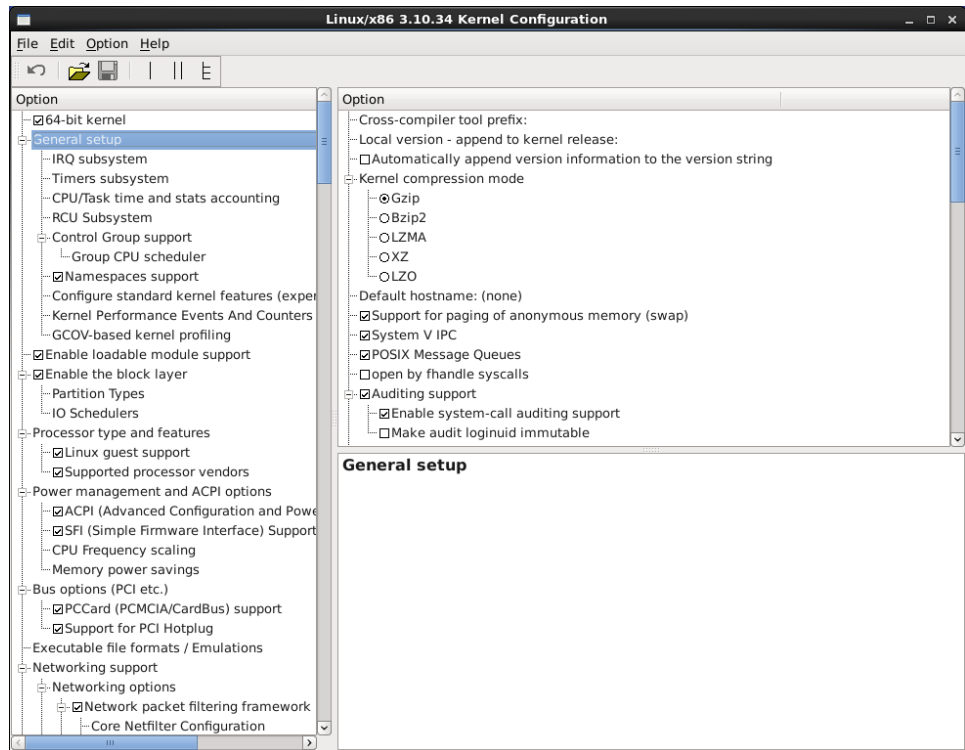 Linux/x86 3.10.34 Kernel Configuration
File Edit Option Help
Option
64-bit kernel
General setup
IRQ subsystem
Timers subsystem
CPU/Task time and stats accounting
RCU Subsystem
Control Group support
Group CPU scheduler
Namespaces support
Configure standard kernel features (exper
Kernel Performance Events And Counters
GCOV-based kernel profiling
Enable loadable module support
Enable the block layer
Partition Types
IO Schedulers
Processor type and features
Linux guest support
Supported processor vendors
Power management and ACPI options
ACPI (Advanced Configuration and Powe
SFI (Simple Firmware Interface) Support
CPU Frequency scaling
Memory power savings
Bus options (PCI etc.)
PCCard (PCMCIA/CardBus) support
Support for PCI Hotplug
Executable file formats / Emulations
Networking support
Networking options
Network packet filtering framework
Core Netfilter Configuration
Option
Cross-compiler tool prefix:
Local version - append to kernel release:
Automatically append version information to the version string
Kernel compression mode
Gzip
Bzip2
LZMA
XZ
LZO
Default hostname: (none)
Support for paging of anonymous memory (swap)
System V IPC
POSIX Message Queues
open by fhandle syscalls
Auditing support
Enable system-call auditing support
Make audit loginuid immutable
General setup